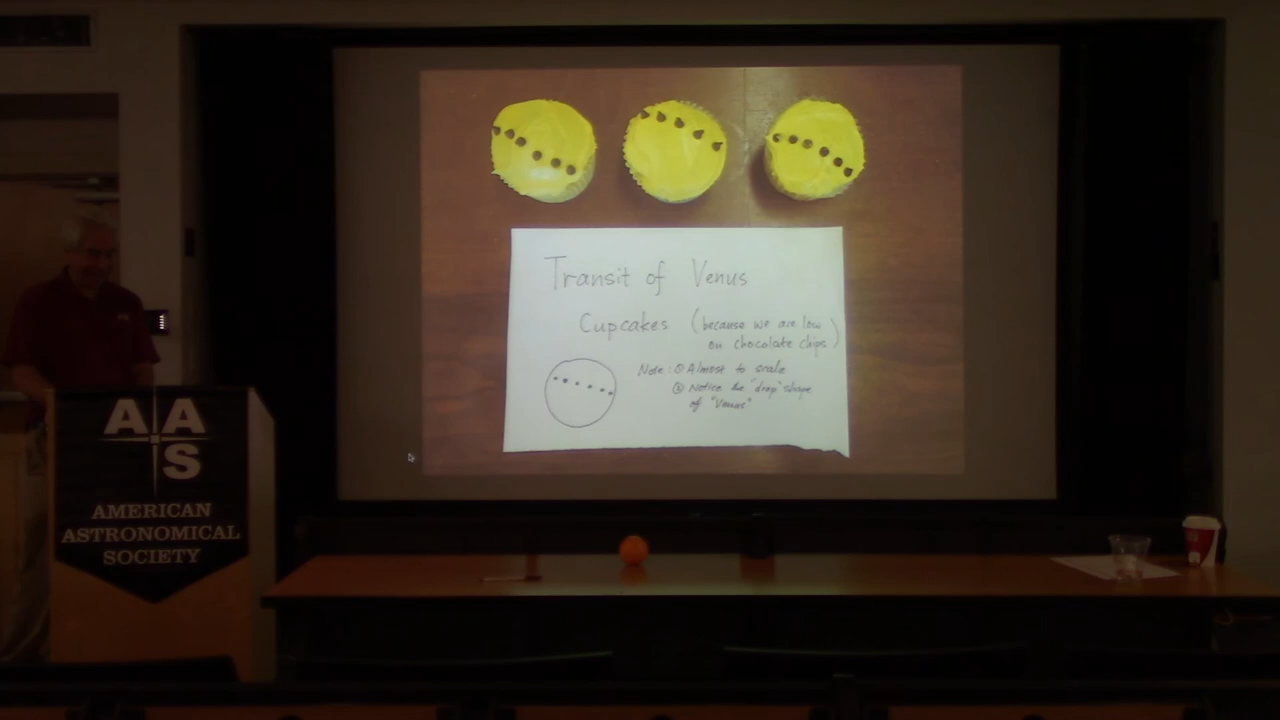 Transit of Venus
Cupcakes (because we are low
on chocolate chips)
Note: ① Almost to scale
② Notice the "drop" shape
of "Venus"
AAS
AMERICAN
ASTRONOMICAL
SOCIETY